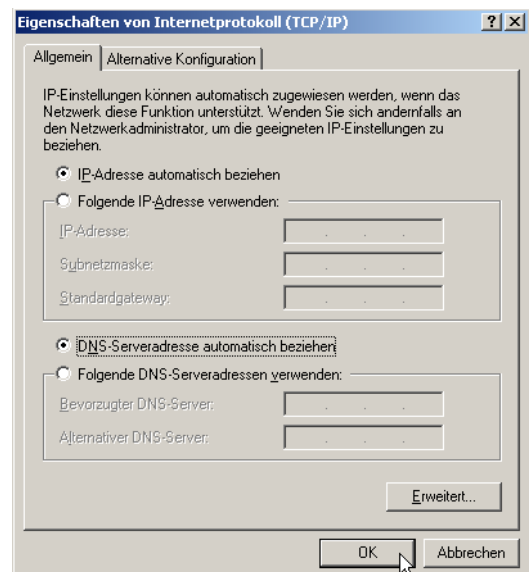 Eigenschaften von Internetprotokoll (TCP/IP)
Allgemein
Alternative Konfiguration
IP-Einstellungen können automatisch zugewiesen werden, wenn das
Netzwerk diese Funktion unterstützt. Wenden Sie sich andernfalls an
den Netzwerkadministrator, um die geeigneten IP-Einstellungen zu
beziehen.
IP-Adresse automatisch beziehen
Folgende IP-Adresse verwenden:
IP-Adresse:
Subnetzmaske:
Standardgateway:
DNS-Serveradresse automatisch beziehen
Folgende DNS-Serveradressen verwenden:
Bevorzugter DNS-Server:
Alternativer DNS-Server:
Erweitert...
OK
Abbrechen